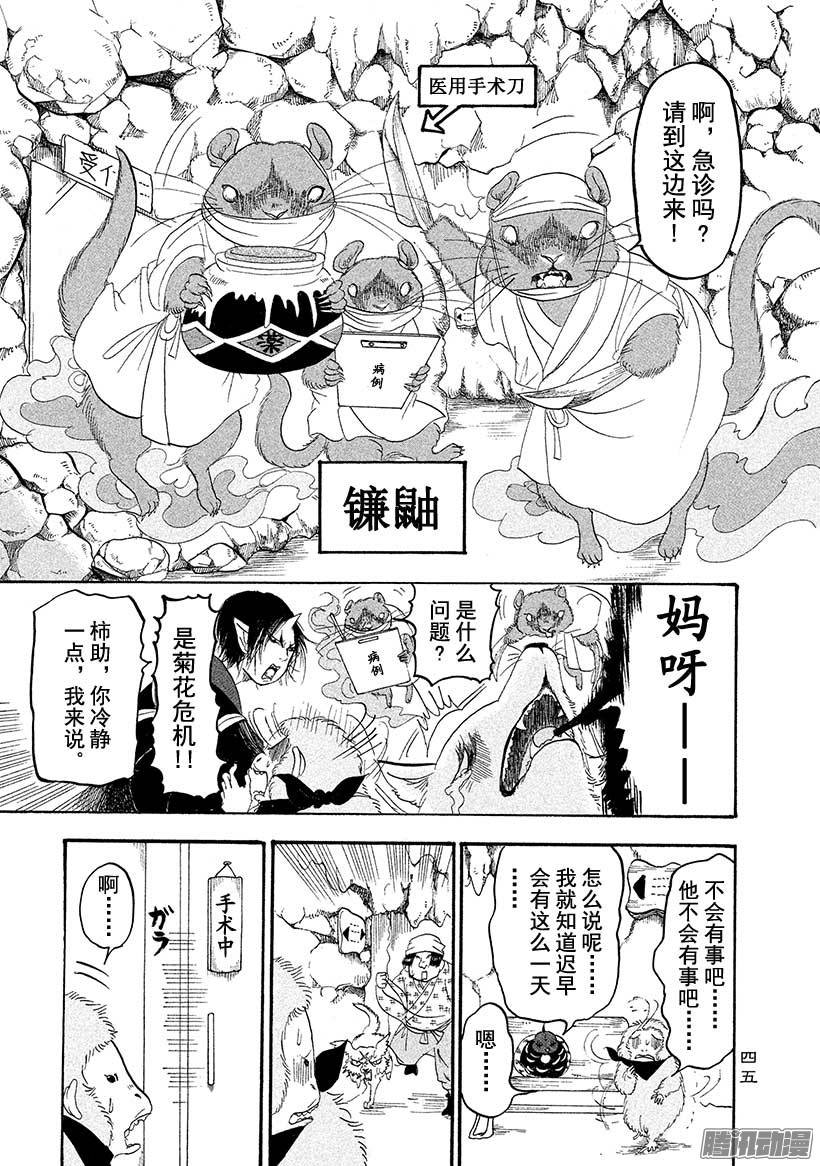 啊，急诊吗？
请到这边来！
医用手术刀
受付
薬
病例
镰鼬
妈呀——
是什么
问题？
病例
是菊花危机！！
柿助，你冷静
一点，我来说。
不会有事吧……
他不会有事吧……
怎么说呢……
我就知道迟早
会有这么一天
……
嗯……
手术中
ガラ
啊……
四五
腾讯动漫